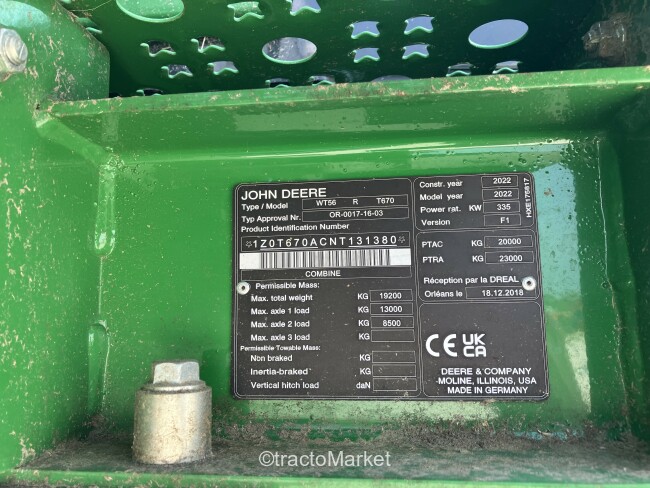 JOHN DEERE
Type / Model WT56 R T670
Typ Approval Nr. OR-0017-16-03
Product Identification Number
*1Z0T670ACNT131380*
COMBINE
Permissible Mass:
Max. total weight KG 19200
Max. axle 1 load KG 13000
Max. axle 2 load KG 8500
Max. axle 3 load KG
Permissible Towable Mass:
Non braked KG
Inertia-braked KG
Vertical hitch load daN
Constr. year 2022
Model year 2022
Power rat. KW 335
Version F1
HXE175817
PTAC KG 20000
PTRA KG 23000
Réception par la DREAL
Orléans le 18.12.2018
CE UK
CA
DEERE & COMPANY
MOLINE, ILLINOIS, USA
MADE IN GERMANY
©tractoMarket